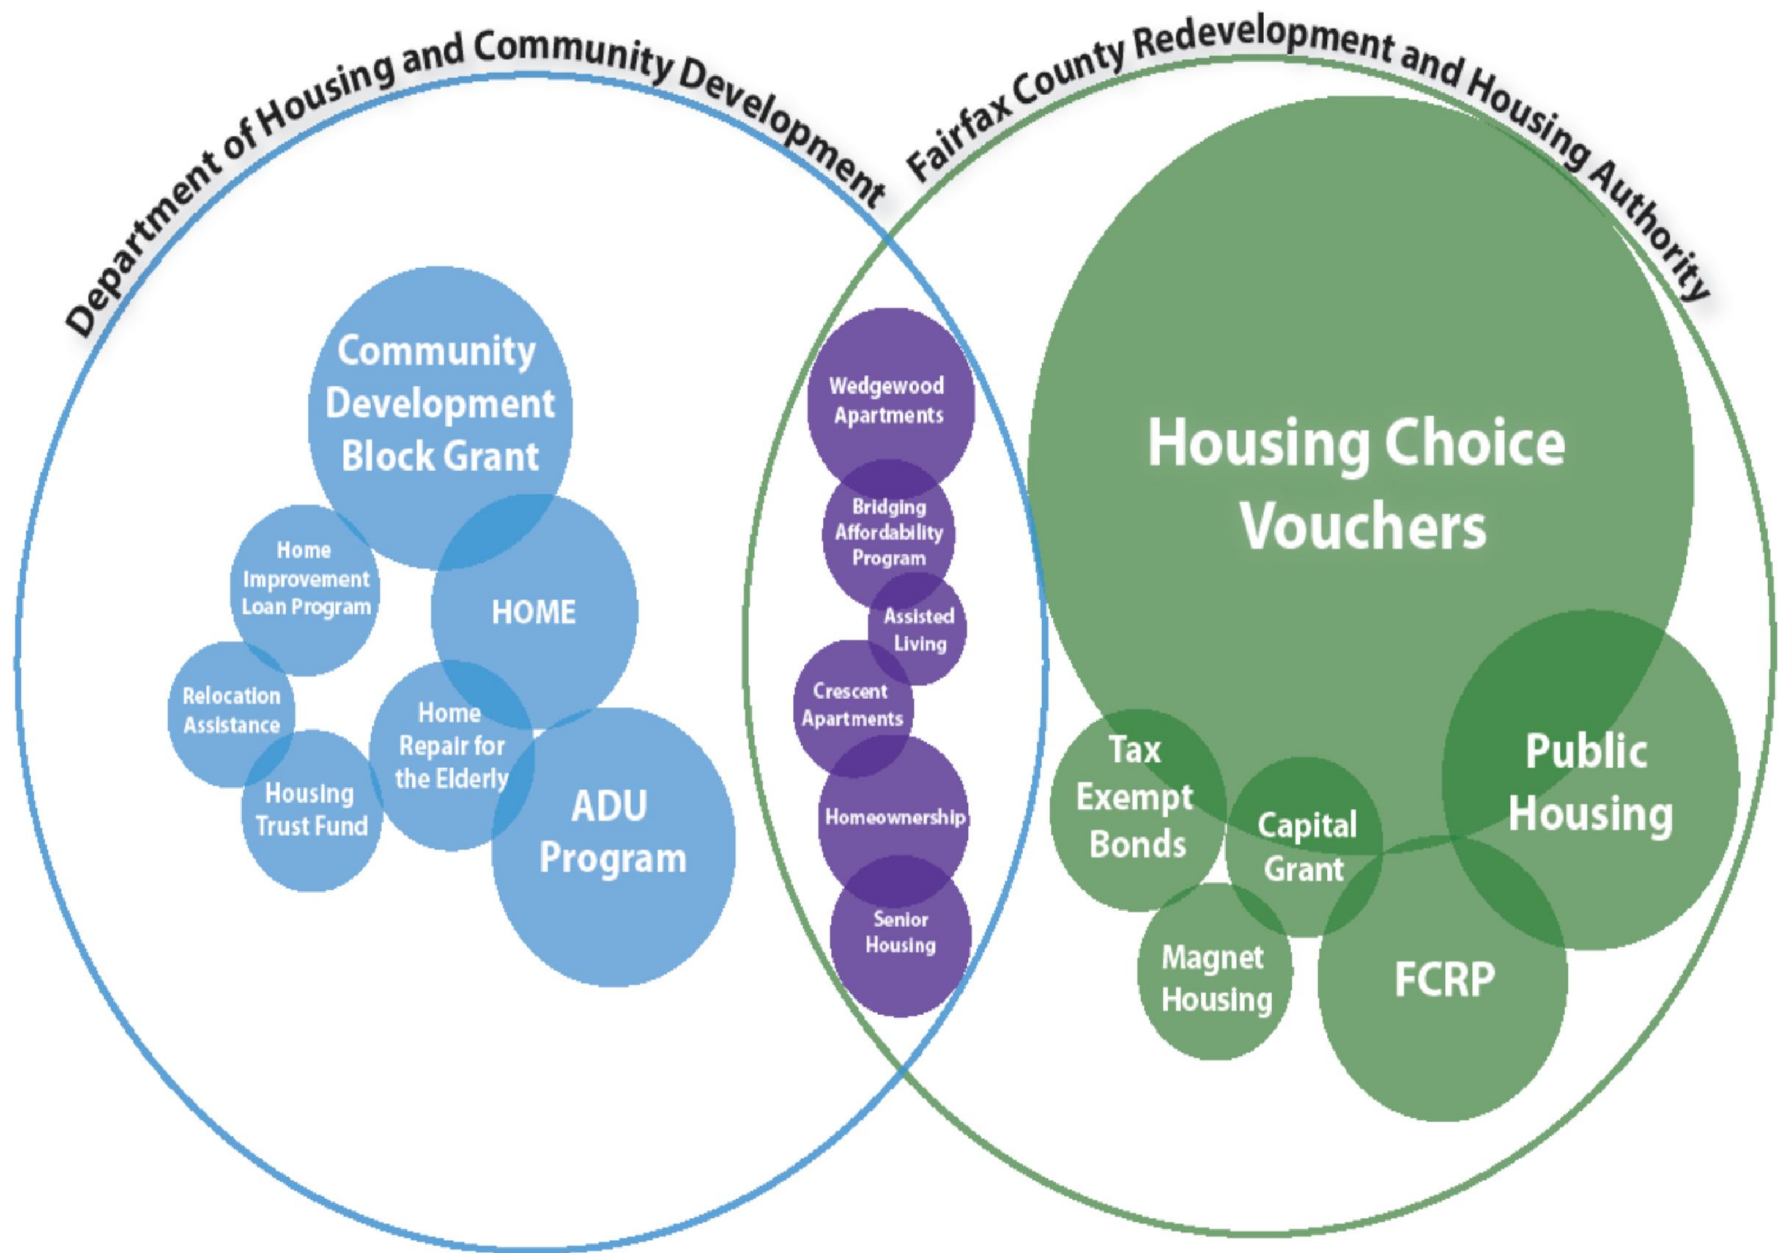 Department of Housing and Community Development
Fairfax County Redevelopment and Housing Authority
Community
Development
Block Grant
Home
Improvement
Loan Program
HOME
Relocation
Assistance
Home
Repair for
the Elderly
Housing
Trust Fund
ADU
Program
Wedgewood
Apartments
Bridging
Affordability
Program
Assisted
Living
Crescent
Apartments
Homeownership
Senior
Housing
Housing Choice
Vouchers
Tax
Exempt
Bonds
Capital
Grant
Public
Housing
Magnet
Housing
FCRP